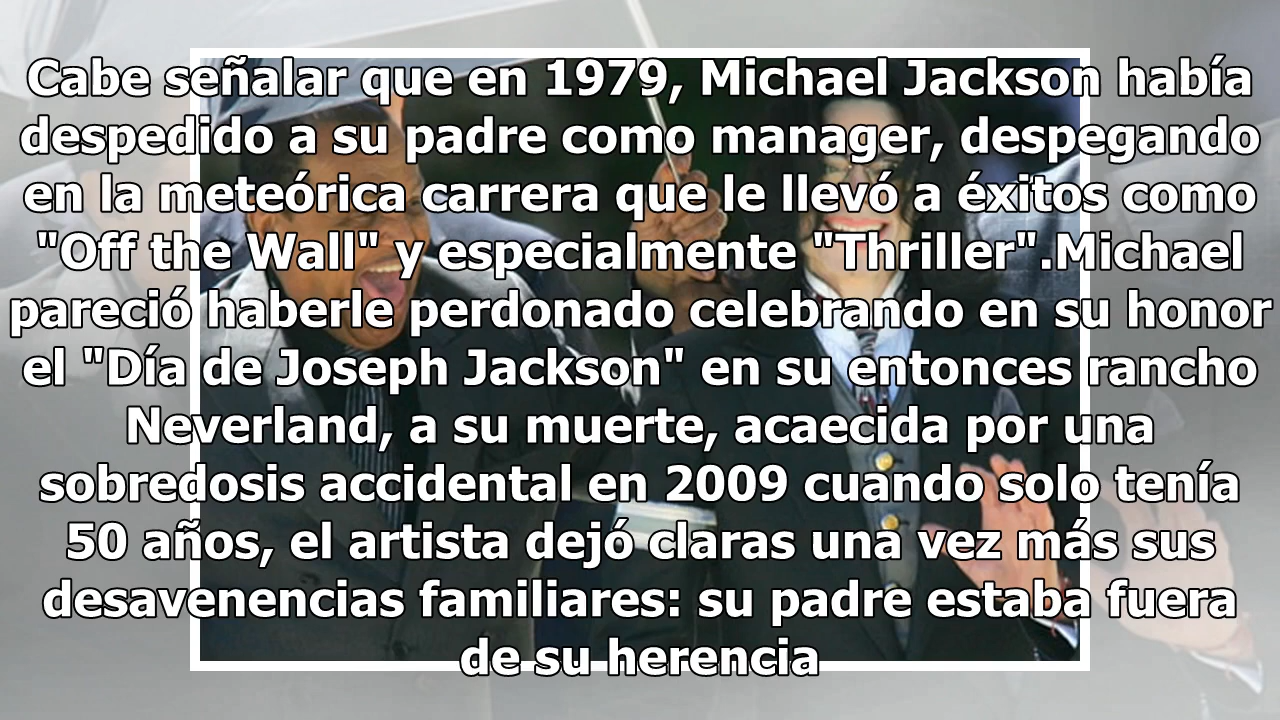 Cabe señalar que en 1979, Michael Jackson había
despedido a su padre como manager, despegando
en la meteórica carrera que le llevó a éxitos como
"Off the Wall" y especialmente "Thriller".Michael
pareció haberle perdonado celebrando en su honor
el "Día de Joseph Jackson" en su entonces rancho
Neverland, a su muerte, acaecida por una
sobredosis accidental en 2009 cuando solo tenía
50 años, el artista dejó claras una vez más sus
desavenencias familiares: su padre estaba fuera
de su herencia